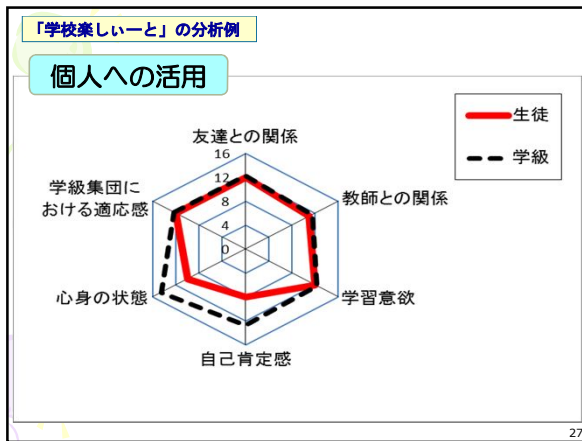 「学校楽しぃーと」の分析例
個人への活用
生徒
学級
友達との関係
16
12
8
4
0
学級集団に
おける適応感
教師との関係
心身の状態
学習意欲
自己肯定感
27